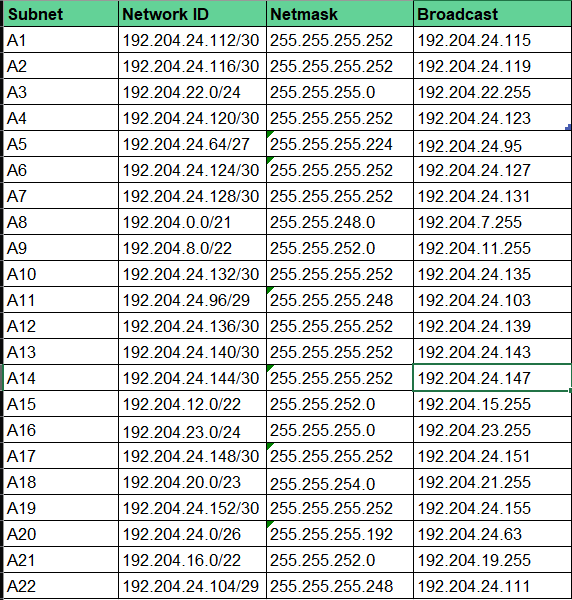 Subnet Network ID Netmask Broadcast
A1 192.204.24.112/30 255.255.255.252 192.204.24.115
A2 192.204.24.116/30 255.255.255.252 192.204.24.119
A3 192.204.22.0/24 255.255.255.0 192.204.22.255
A4 192.204.24.120/30 255.255.255.252 192.204.24.123
A5 192.204.24.64/27 255.255.255.224 192.204.24.95
A6 192.204.24.124/30 255.255.255.252 192.204.24.127
A7 192.204.24.128/30 255.255.255.252 192.204.24.131
A8 192.204.0.0/21 255.255.248.0 192.204.7.255
A9 192.204.8.0/22 255.255.252.0 192.204.11.255
A10 192.204.24.132/30 255.255.255.252 192.204.24.135
A11 192.204.24.96/29 255.255.255.248 192.204.24.103
A12 192.204.24.136/30 255.255.255.252 192.204.24.139
A13 192.204.24.140/30 255.255.255.252 192.204.24.143
A14 192.204.24.144/30 255.255.255.252 192.204.24.147
A15 192.204.12.0/22 255.255.252.0 192.204.15.255
A16 192.204.23.0/24 255.255.255.0 192.204.23.255
A17 192.204.24.148/30 255.255.255.252 192.204.24.151
A18 192.204.20.0/23 255.255.254.0 192.204.21.255
A19 192.204.24.152/30 255.255.255.252 192.204.24.155
A20 192.204.24.0/26 255.255.255.192 192.204.24.63
A21 192.204.16.0/22 255.255.252.0 192.204.19.255
A22 192.204.24.104/29 255.255.255.248 192.204.24.111